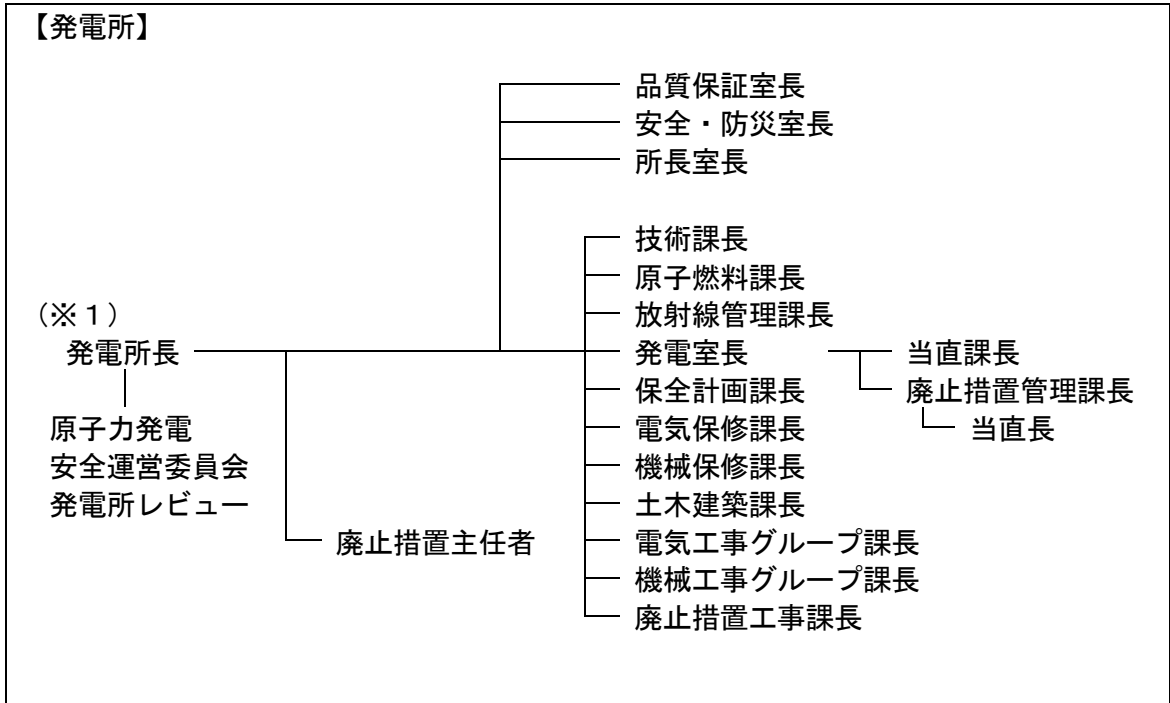 【発電所】
品質保証室長
安全・防災室長
所長室長
技術課長
原子燃料課長
(※1)
放射線管理課長
発電所長
発電室長
当直課長
保全計画課長
廃止措置管理課長
原子力発電
電気保修課長
当直長
安全運営委員会
機械保修課長
発電所レビュー
土木建築課長
廃止措置主任者
電気工事グループ課長
機械工事グループ課長
廃止措置工事課長